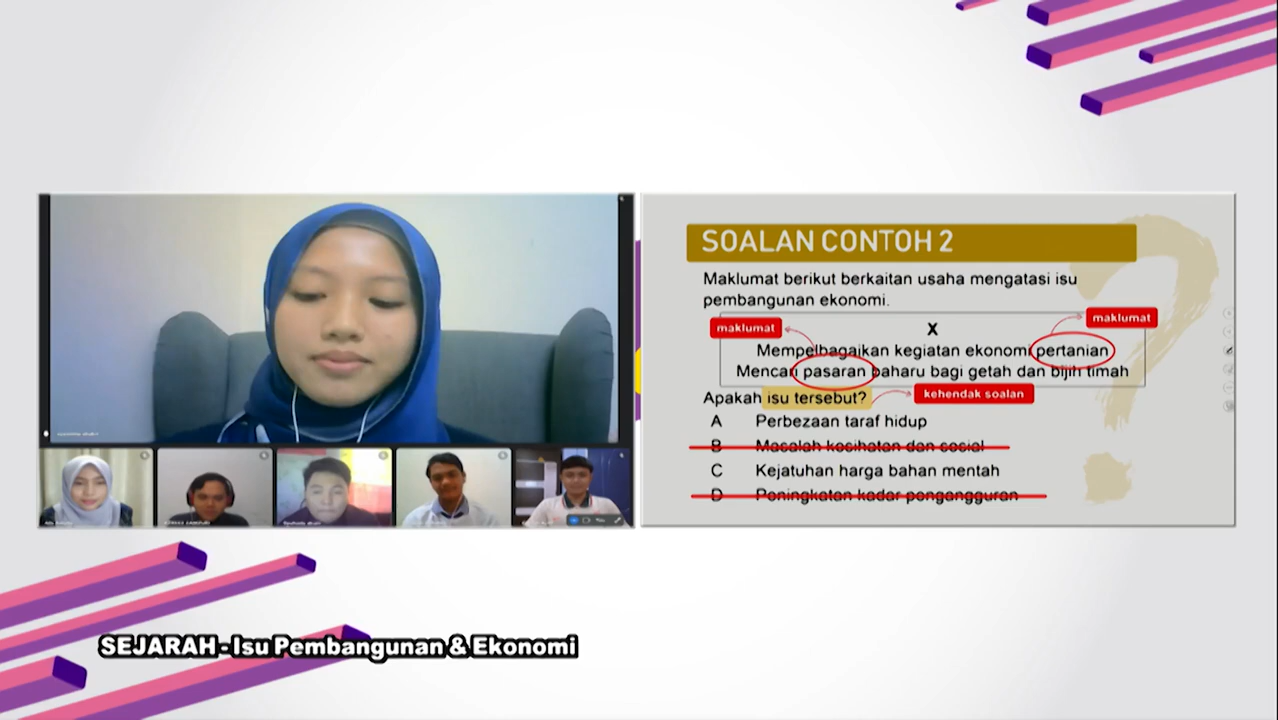 SOALAN CONTOH 2
Maklumat berikut berkaitan usaha mengatasi isu
pembangunan ekonomi.
maklumat
X
maklumat
Mempelbagaikan kegiatan ekonomi pertanian
Mencari pasaran baharu bagi getah dan bijih timah
Apakah isu tersebut?
kehendak soalan
A Perbezaan taraf hidup
B Masalah kesihatan dan sosial
C Kejatuhan harga bahan mentah
D Peningkatan kadar pengangguran
SEJARAH - Isu Pembangunan & Ekonomi